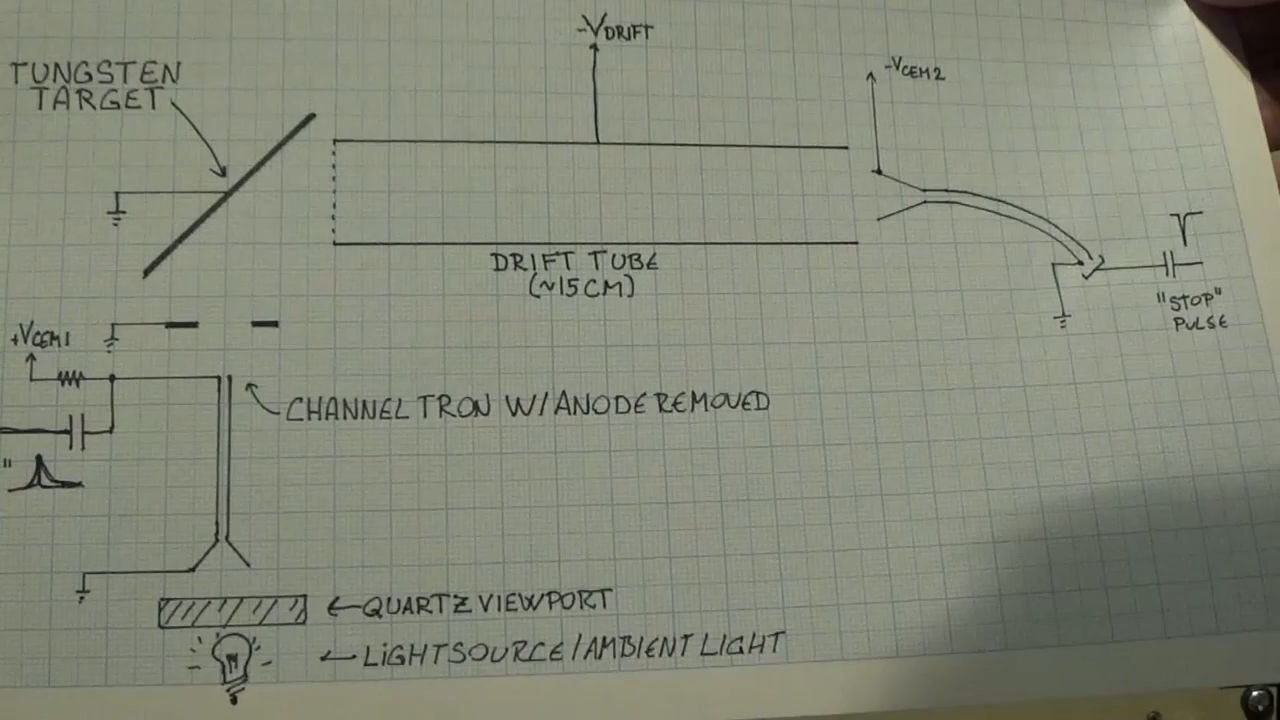 -VDRIFT
TUNGSTEN
TARGET
-VCEM2
DRIFT TUBE
(~15CM)
"STOP"
PULSE
+VCEM1
CHANNELTRON W/ANODE REMOVED
"
QUARTZ VIEWPORT
LIGHTSOURCE/AMBIENT LIGHT